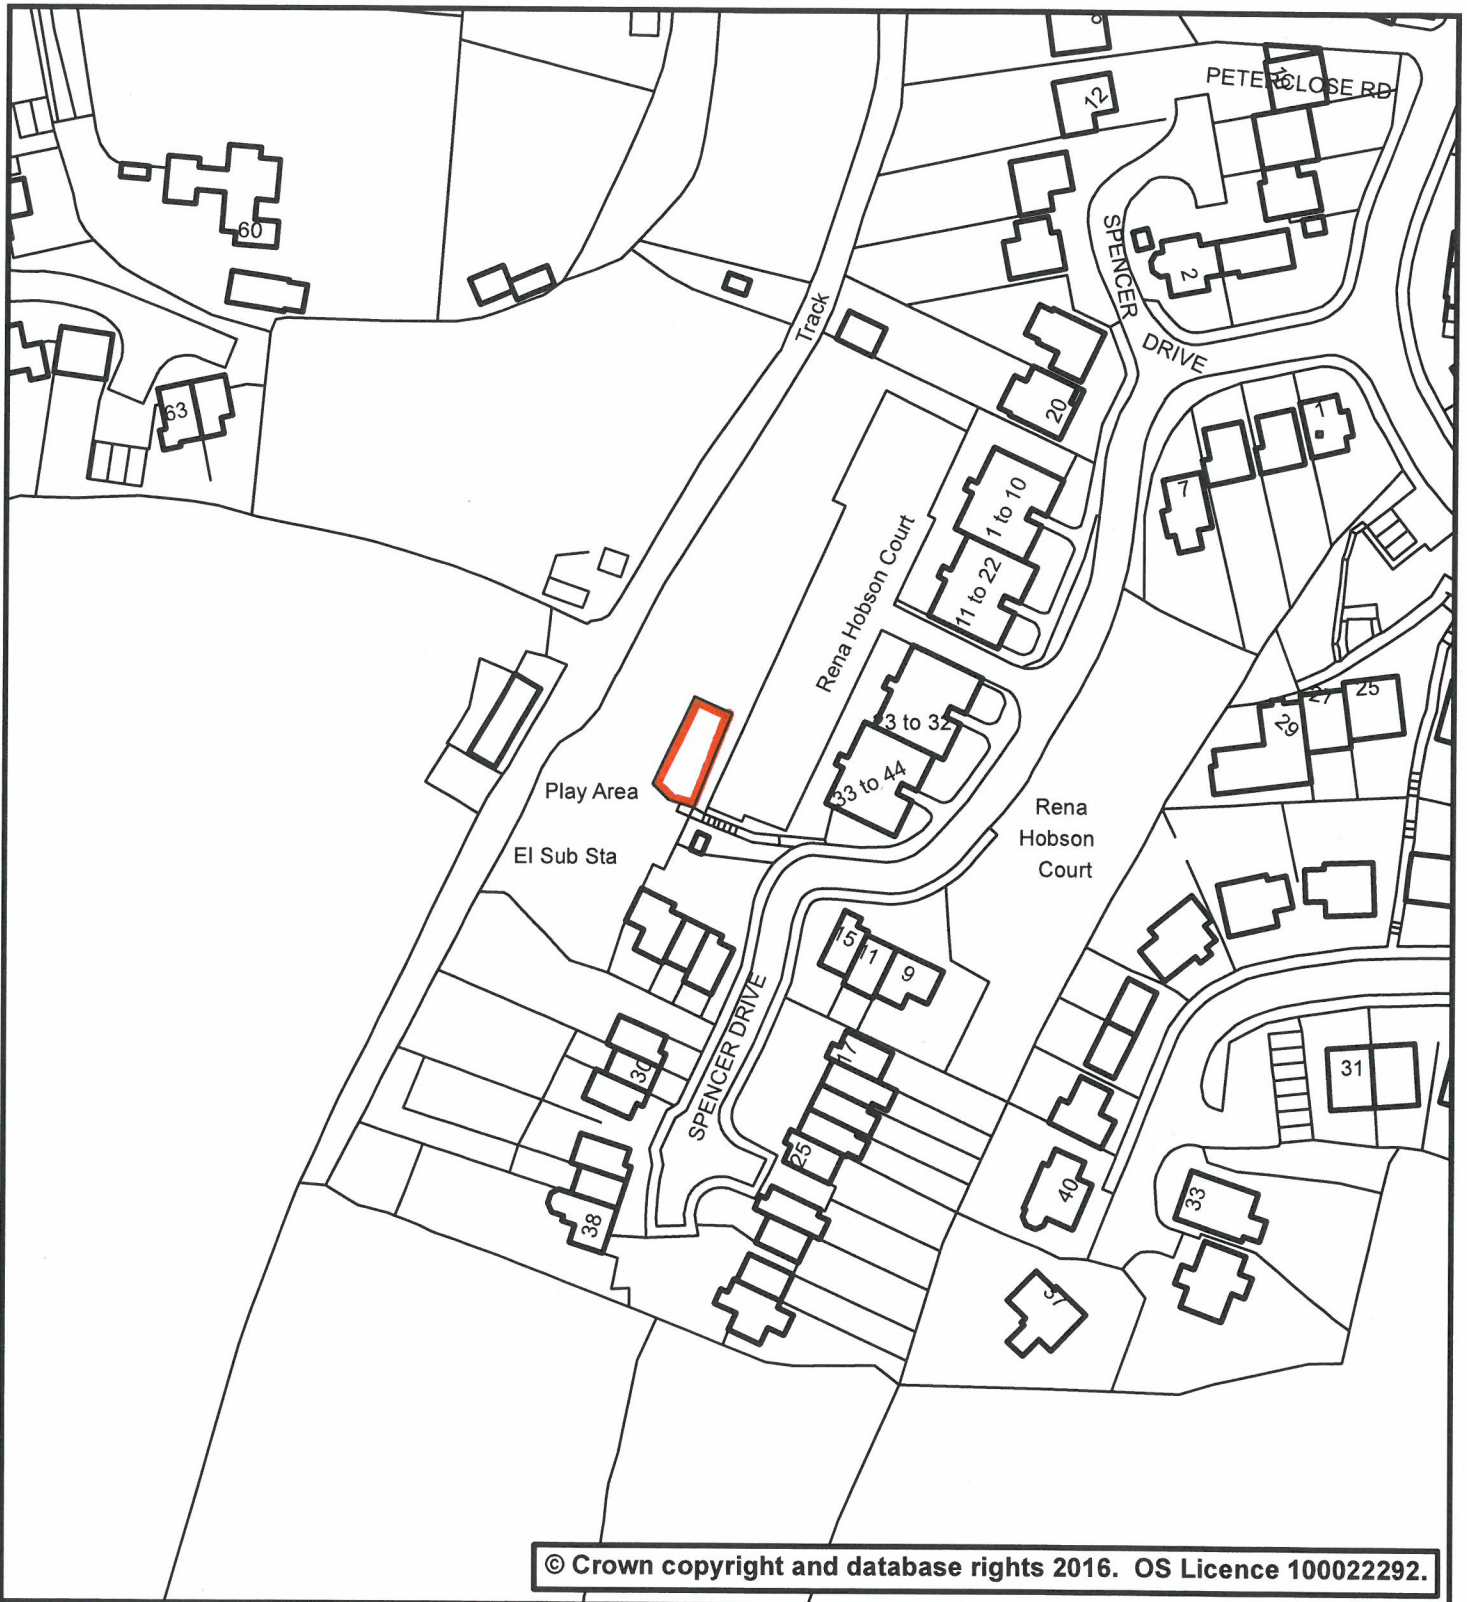 PETERCLOSE RD
12
60
SPENCER
2
Track
DRIVE
63
20
1
7
1 to 10
11 to 22
Rena Hobson Court
25
27
29
23 to 32
33 to 44
Play Area
Rena
Hobson
Court
El Sub Sta
15
11
9
SPENCER DRIVE
17
30
31
25
40
33
38
37
© Crown copyright and database rights 2016. OS Licence 100022292.